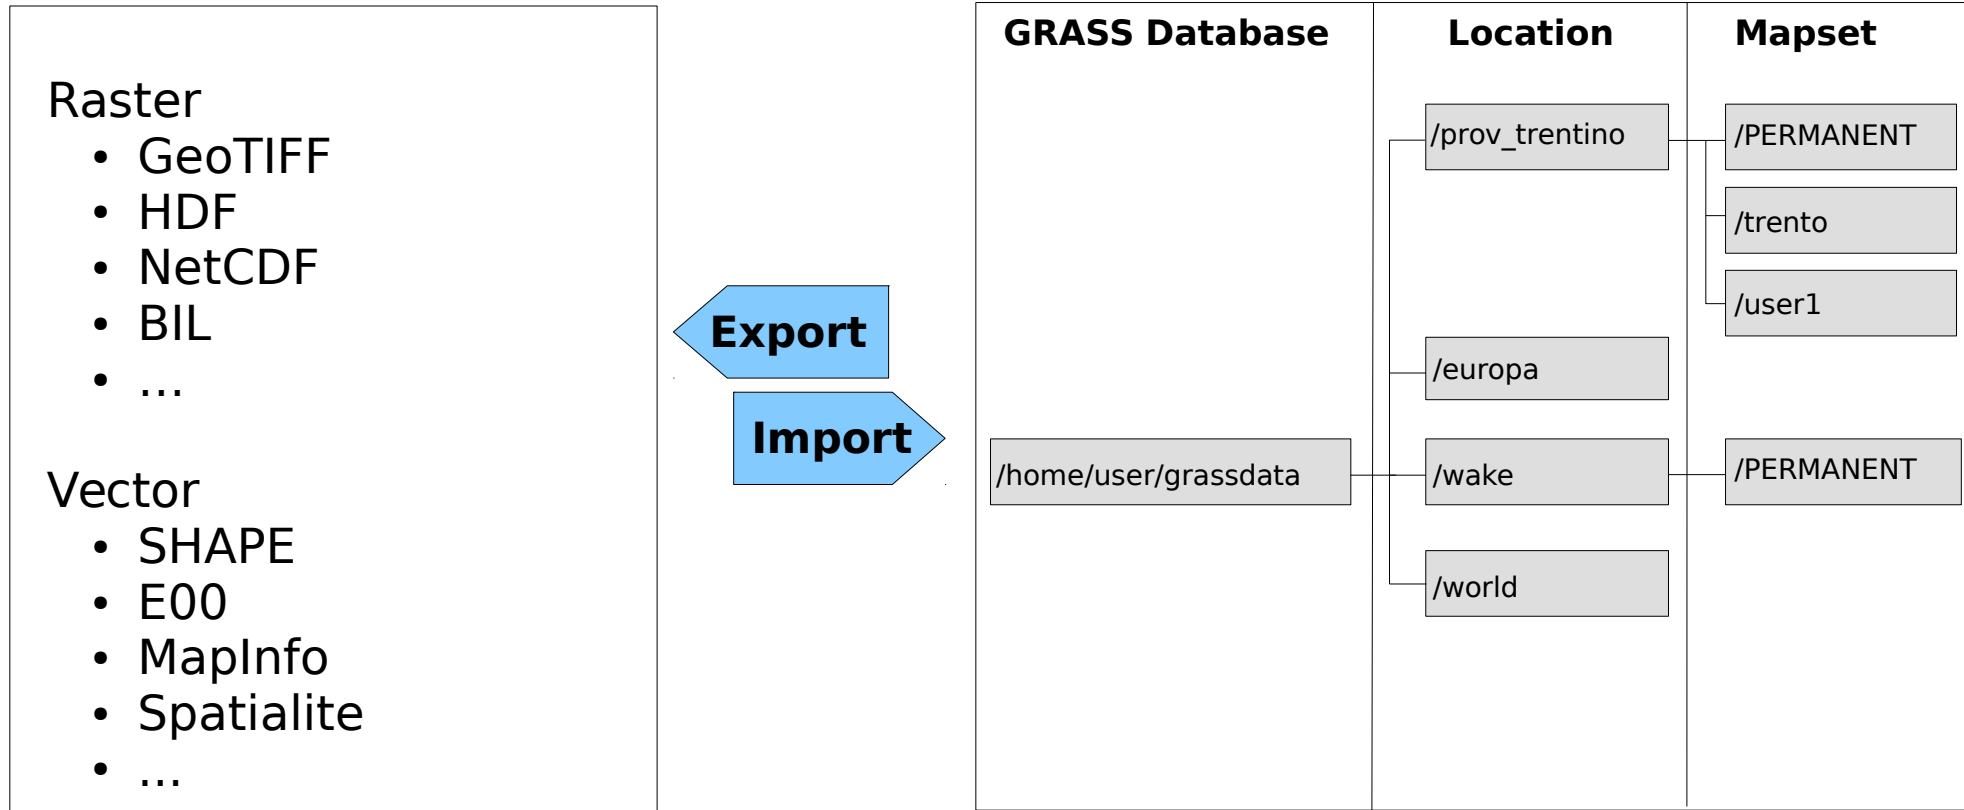 Raster
• GeoTIFF
• HDF
• NetCDF
• BIL
• ...
Vector
• SHAPE
• E00
• MapInfo
• Spatialite
• ...
Export
Import
GRASS Database
Location
Mapset
/home/user/grassdata
/prov_trentino
/europa
/wake
/world
/PERMANENT
/trento
/user1
/PERMANENT